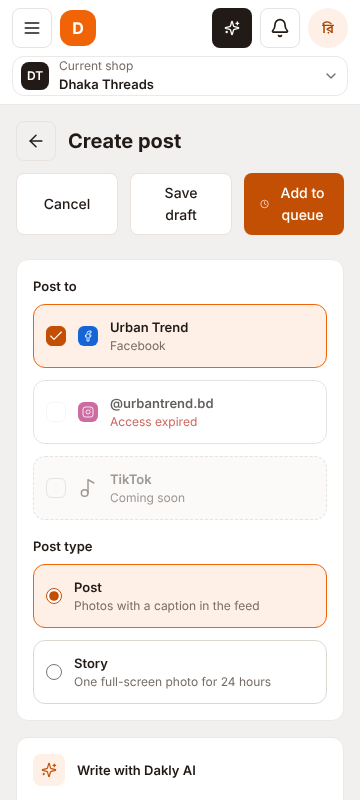 D
রি
DT
Current shop
Dhaka Threads
Create post
Cancel
Save
draft
Add to
queue
Post to
Urban Trend
Facebook
@urbantrend.bd
Access expired
TikTok
Coming soon
Post type
Post
Photos with a caption in the feed
Story
One full-screen photo for 24 hours
Write with Dakly AI